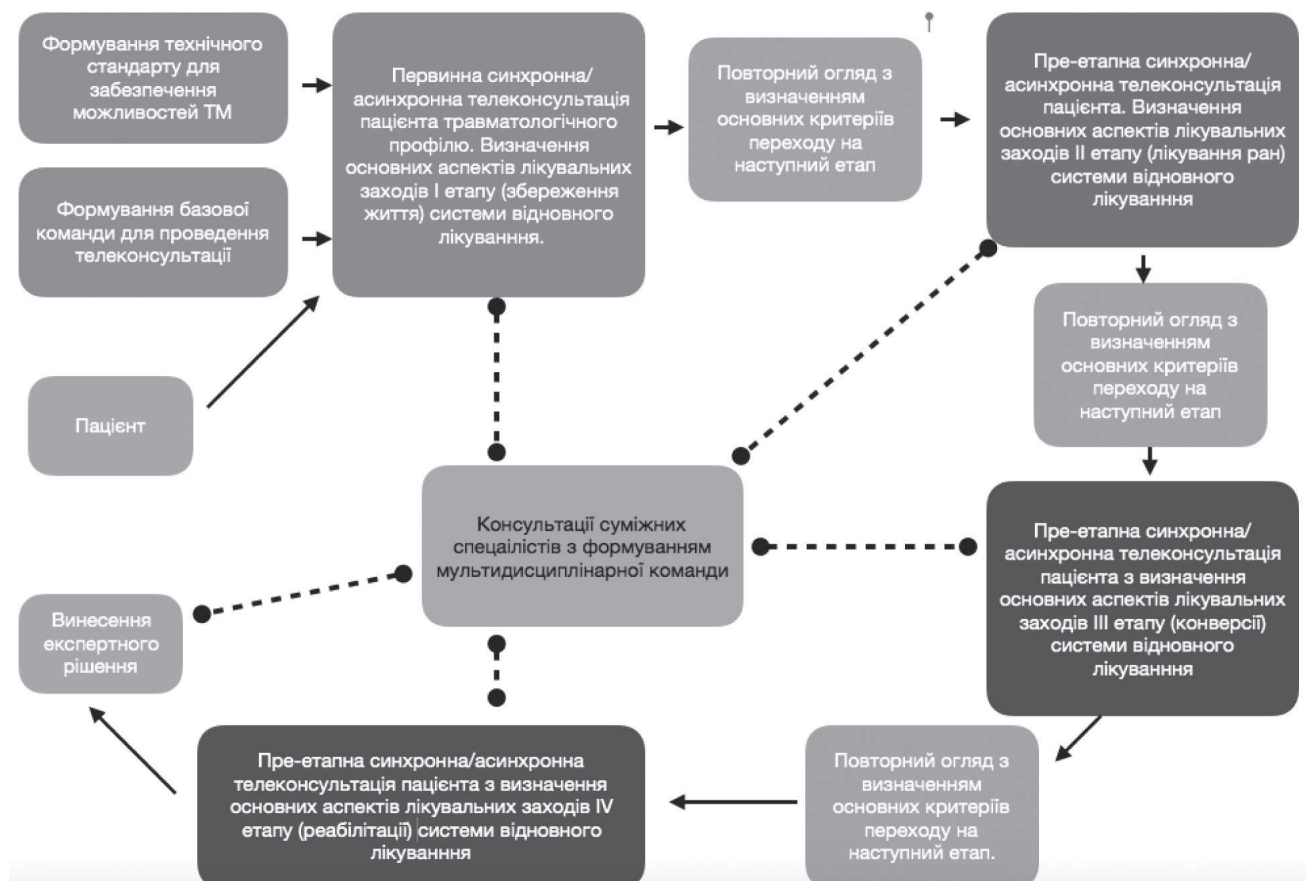 Формування технічного
стандарту для
забезпечення
можливостей ТМ
Формування базової
команди для проведення
телеконсультації
Пацієнт
Первинна синхронна/
асинхронна телеконсультація
пацієнта травматологічного
профілю. Визначення
основних аспектів лікувальних
заходів I етапу (збереження
життя) системи відновного
лікуванння.
Повторний огляд з
визначенням
основних критеріїв
переходу на
наступний етап
Пре-етапна синхронна/
асинхронна телеконсультація
пацієнта. Визначення
основних аспектів лікувальних
заходів II етапу (лікування ран)
системи відновного
лікуванння
Повторний огляд з
визначенням
основних критеріїв
переходу на
наступний етап
Пре-етапна синхронна/
асинхронна телеконсультація
пацієнта з визначення
основних аспектів лікувальних
заходів III етапу (конверсії)
системи відновного
лікуванння
Повторний огляд з
визначенням
основних критеріїв
переходу на
наступний етап.
Пре-етапна синхронна/асинхронна
телеконсультація пацієнта з визначення
основних аспектів лікувальних заходів IV
етапу (реабілітації) системи відновного
лікуванння
Винесення
експертного
рішення
Консультації суміжних
спецаілістів з формуванням
мультидисциплінарної команди